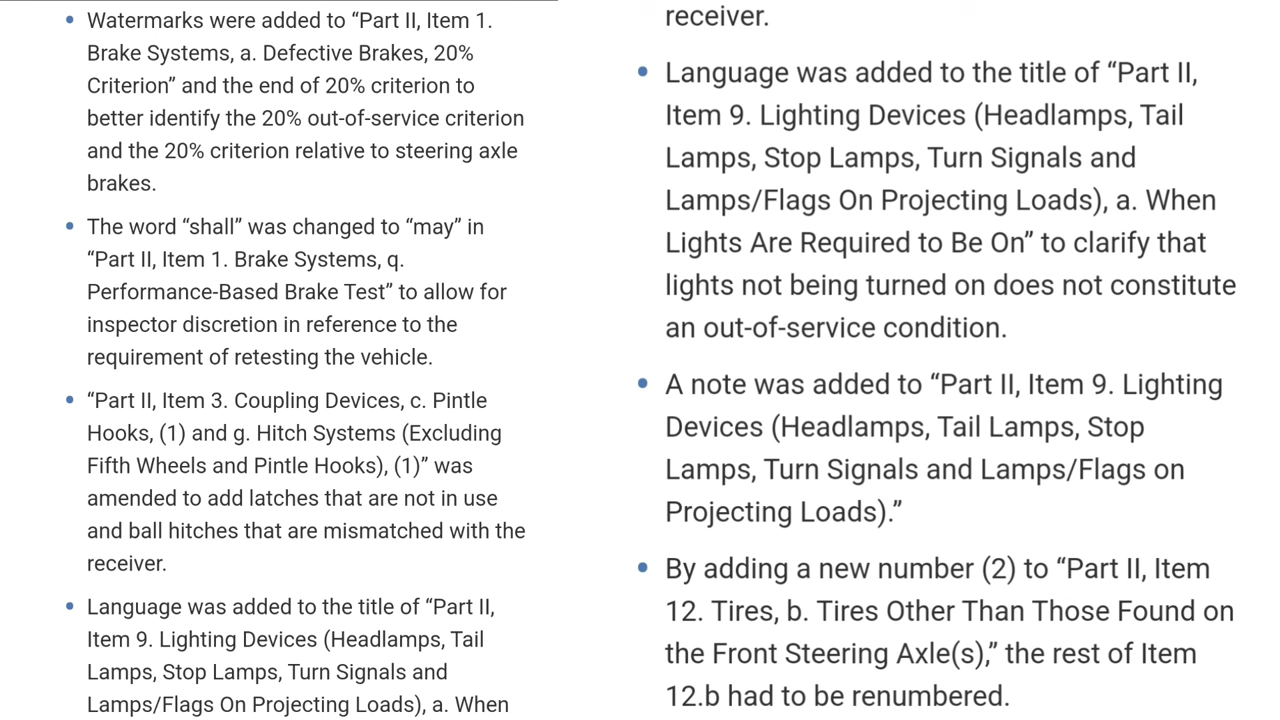 Watermarks were added to “Part II, Item 1.
Brake Systems, a. Defective Brakes, 20%
Criterion” and the end of 20% criterion to
better identify the 20% out-of-service criterion
and the 20% criterion relative to steering axle
brakes.
The word “shall” was changed to “may” in
“Part II, Item 1. Brake Systems, q.
Performance-Based Brake Test” to allow for
inspector discretion in reference to the
requirement of retesting the vehicle.
“Part II, Item 3. Coupling Devices, c. Pintle
Hooks, (1) and g. Hitch Systems (Excluding
Fifth Wheels and Pintle Hooks), (1)” was
amended to add latches that are not in use
and ball hitches that are mismatched with the
receiver.
Language was added to the title of “Part II,
Item 9. Lighting Devices (Headlamps, Tail
Lamps, Stop Lamps, Turn Signals and
Lamps/Flags On Projecting Loads), a. When
receiver.
Language was added to the title of “Part II,
Item 9. Lighting Devices (Headlamps, Tail
Lamps, Stop Lamps, Turn Signals and
Lamps/Flags On Projecting Loads), a. When
Lights Are Required to Be On” to clarify that
lights not being turned on does not constitute
an out-of-service condition.
A note was added to “Part II, Item 9. Lighting
Devices (Headlamps, Tail Lamps, Stop
Lamps, Turn Signals and Lamps/Flags on
Projecting Loads).”
By adding a new number (2) to “Part II, Item
12. Tires, b. Tires Other Than Those Found on
the Front Steering Axle(s),” the rest of Item
12.b had to be renumbered.